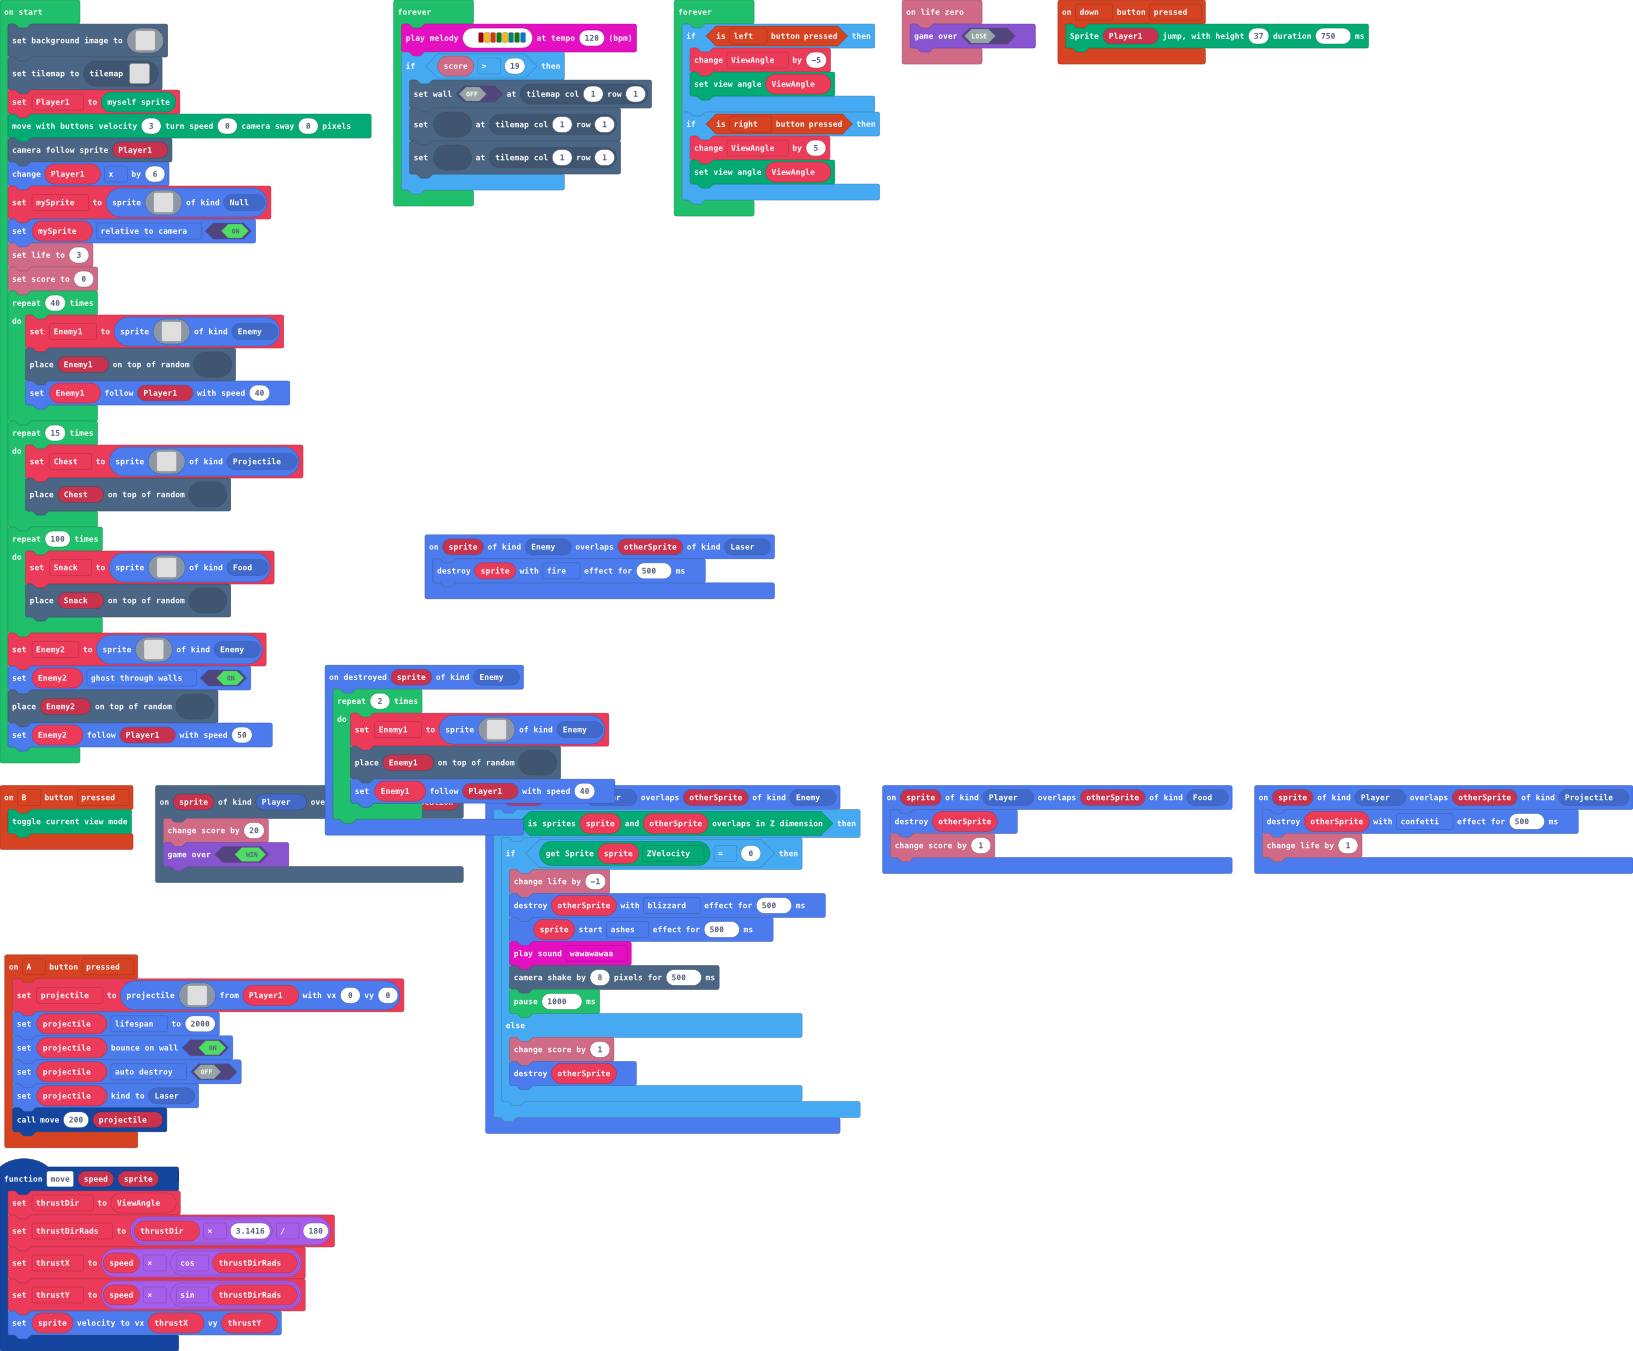 on start
set background image to
set tilemap to tilemap
set Player1 to myself sprite
move with buttons velocity 3 turn speed 0 camera sway 0 pixels
camera follow sprite Player1
change Player1 x by 6
set mySprite to sprite of kind Null
set mySprite relative to camera ON
set life to 3
set score to 0
repeat 40 times
do
set Enemy1 to sprite of kind Enemy
place Enemy1 on top of random
set Enemy1 follow Player1 with speed 40
repeat 15 times
do
set Chest to sprite of kind Projectile
place Chest on top of random
repeat 100 times
do
set Snack to sprite of kind Food
place Snack on top of random
set Enemy2 to sprite of kind Enemy
set Enemy2 ghost through walls ON
place Enemy2 on top of random
set Enemy2 follow Player1 with speed 50
forever
play melody at tempo 120 (bpm)
if score > 19 then
set wall OFF at tilemap col 1 row 1
set at tilemap col 1 row 1
set at tilemap col 1 row 1
forever
if is left button pressed then
change ViewAngle by -5
set view angle ViewAngle
if is right button pressed then
change ViewAngle by 5
set view angle ViewAngle
on life zero
game over LOSE
on down button pressed
Sprite Player1 jump, with height 37 duration 750 ms
on sprite of kind Enemy overlaps otherSprite of kind Laser
destroy sprite with fire effect for 500 ms
on destroyed sprite of kind Enemy
repeat 2 times
do
set Enemy1 to sprite of kind Enemy
place Enemy1 on top of random
set Enemy1 follow Player1 with speed 40
on B button pressed
toggle current view mode
on sprite of kind Player
change score by 20
game over WIN
overlaps otherSprite of kind Enemy
is sprites sprite and otherSprite overlaps in Z dimension then
if get Sprite sprite ZVelocity = 0 then
change life by -1
destroy otherSprite with blizzard effect for 500 ms
sprite start ashes effect for 500 ms
play sound wawawawaa
camera shake by 8 pixels for 500 ms
pause 1000 ms
else
change score by 1
destroy otherSprite
on sprite of kind Player overlaps otherSprite of kind Food
destroy otherSprite
change score by 1
on sprite of kind Player overlaps otherSprite of kind Projectile
destroy otherSprite with confetti effect for 500 ms
change life by 1
on A button pressed
set projectile to projectile from Player1 with vx 0 vy 0
set projectile lifespan to 2000
set projectile bounce on wall ON
set projectile auto destroy OFF
set projectile kind to Laser
call move 200 projectile
function move speed sprite
set thrustDir to ViewAngle
set thrustDirRads to thrustDir × 3.1416 / 180
set thrustX to speed × cos thrustDirRads
set thrustY to speed × sin thrustDirRads
set sprite velocity to vx thrustX vy thrustY